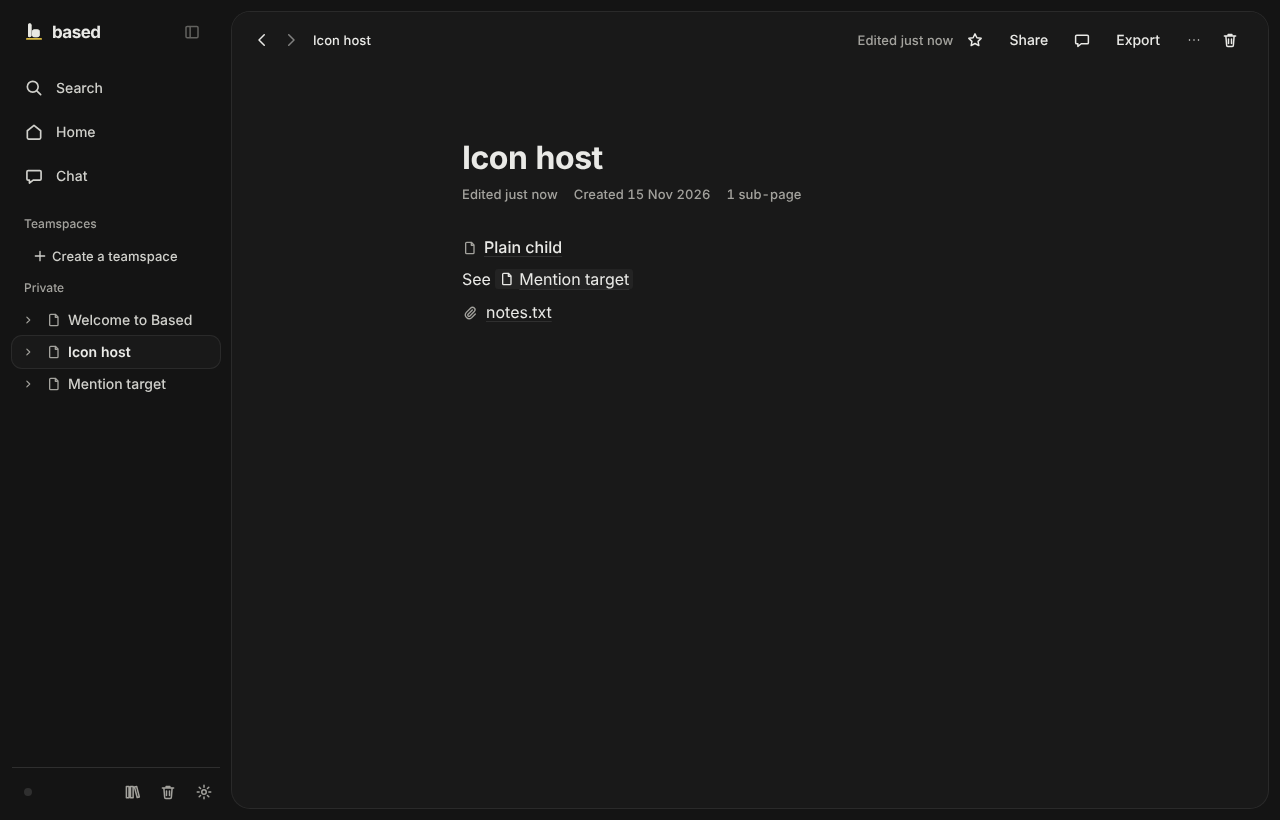 based
Search
Home
Chat
Teamspaces
Create a teamspace
Private
Welcome to Based
Icon host
Mention target
Icon host
Edited just now
Share
Export
Icon host
Edited just now Created 15 Nov 2026 1 sub-page
Plain child
See Mention target
notes.txt